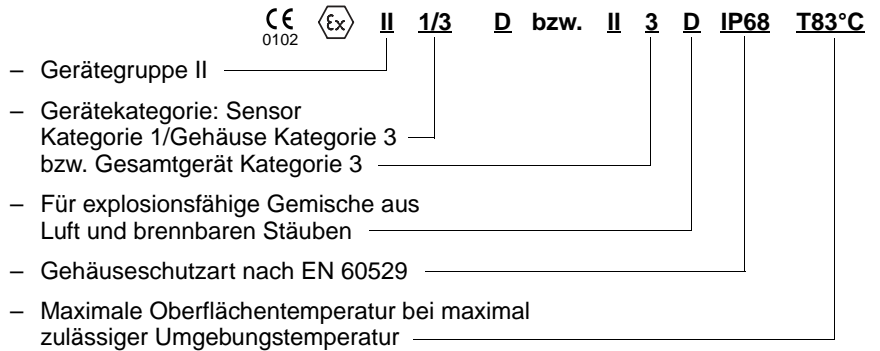 CE Ex II 1/3 D bzw. II 3 D IP68 T83°C
0102
– Gerätegruppe II
– Gerätekategorie: Sensor
Kategorie 1/Gehäuse Kategorie 3
bzw. Gesamtgerät Kategorie 3
– Für explosionsfähige Gemische aus
Luft und brennbaren Stäuben
– Gehäuseschutzart nach EN 60529
– Maximale Oberflächentemperatur bei maximal
zulässiger Umgebungstemperatur